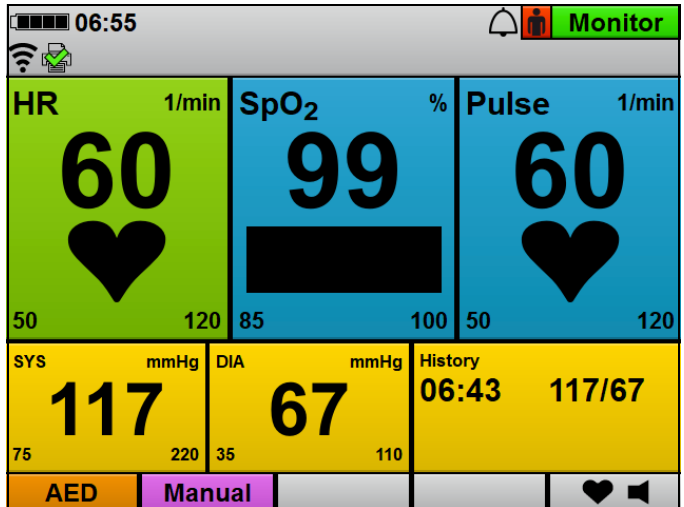 06:55 Monitor
HR 1/min
60
50 120
SpO₂ %
99
85 100
Pulse 1/min
60
50 120
SYS mmHg
117
75 220
DIA mmHg
67
35 110
History
06:43 117/67
AED Manual